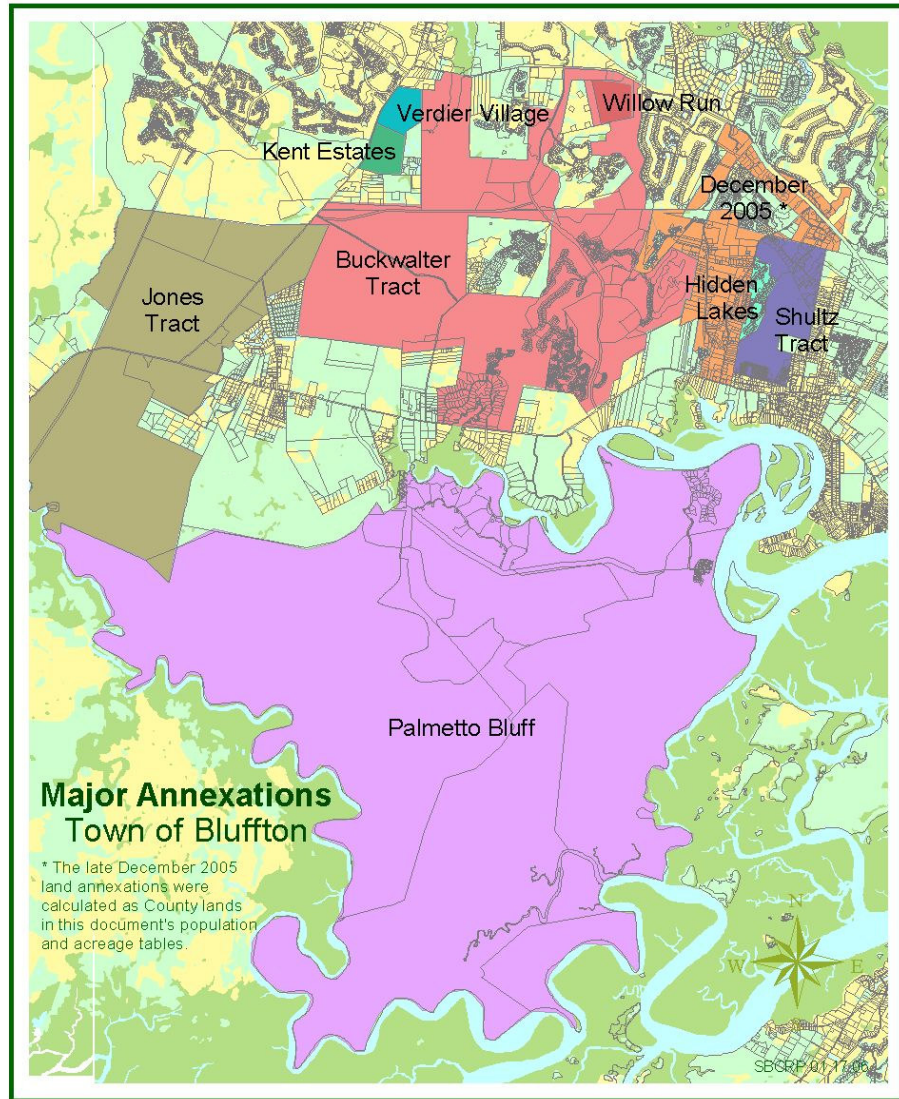 Verdier Village
Willow Run
Kent Estates
December
2005 *
Buckwalter
Tract
Jones
Tract
Hidden
Lakes
Shultz
Tract
Palmetto Bluff
Major Annexations
Town of Bluffton
* The late December 2005
land annexations were
calculated as County lands
in this document's population
and acreage tables.
N
W
E
S
SBCRP 01.17.06